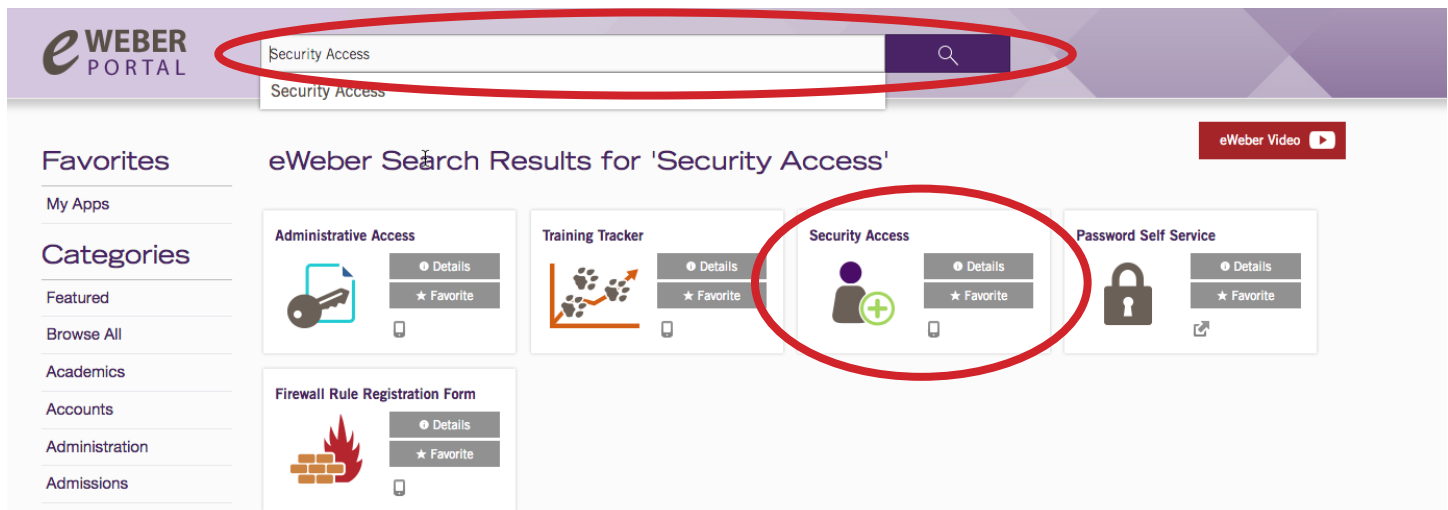 e WEBER
PORTAL
Security Access
Security Access
eWeber Video
Favorites
My Apps
Categories
Featured
Browse All
Academics
Accounts
Administration
Admissions
eWeber Search Results for 'Security Access'
Administrative Access
Details
Favorite
Training Tracker
Details
Favorite
Security Access
Details
Favorite
Password Self Service
Details
Favorite
Firewall Rule Registration Form
Details
Favorite